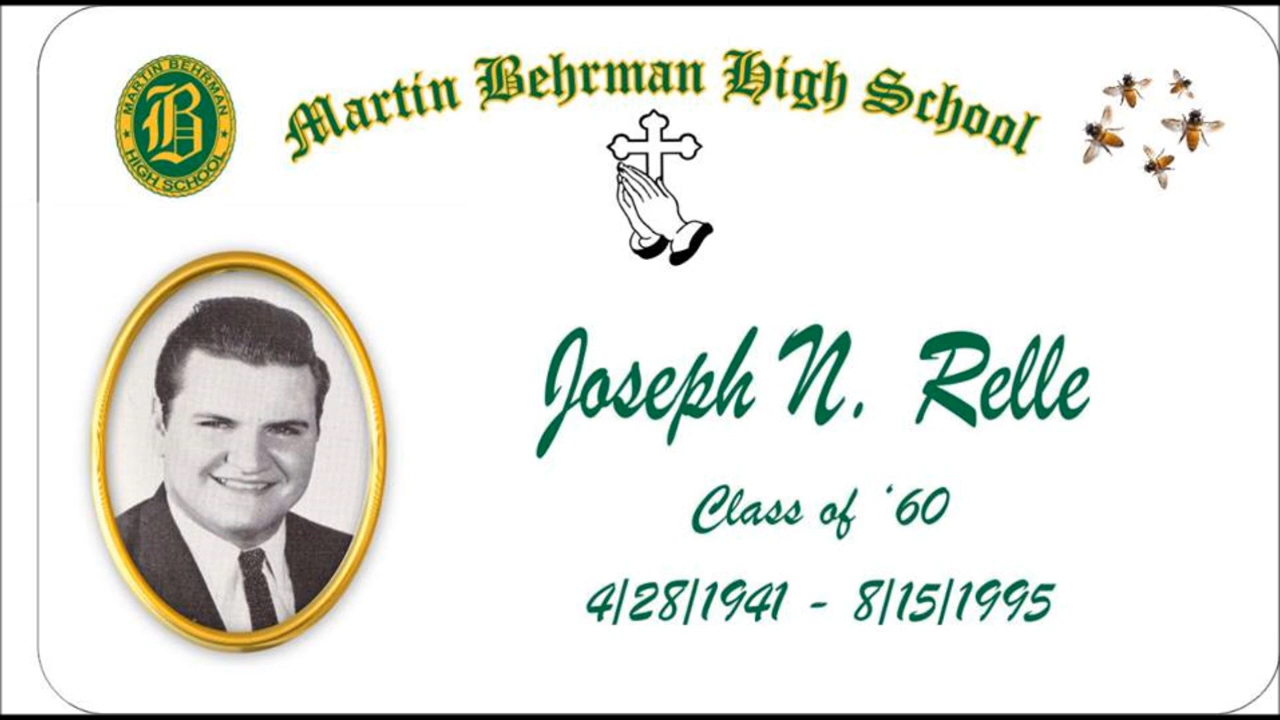 MARTIN BEHRMAN
B
HIGH SCHOOL
Martin Behrman High School
Joseph N. Relle
Class of ‘60
4/28/1941 - 8/15/1995